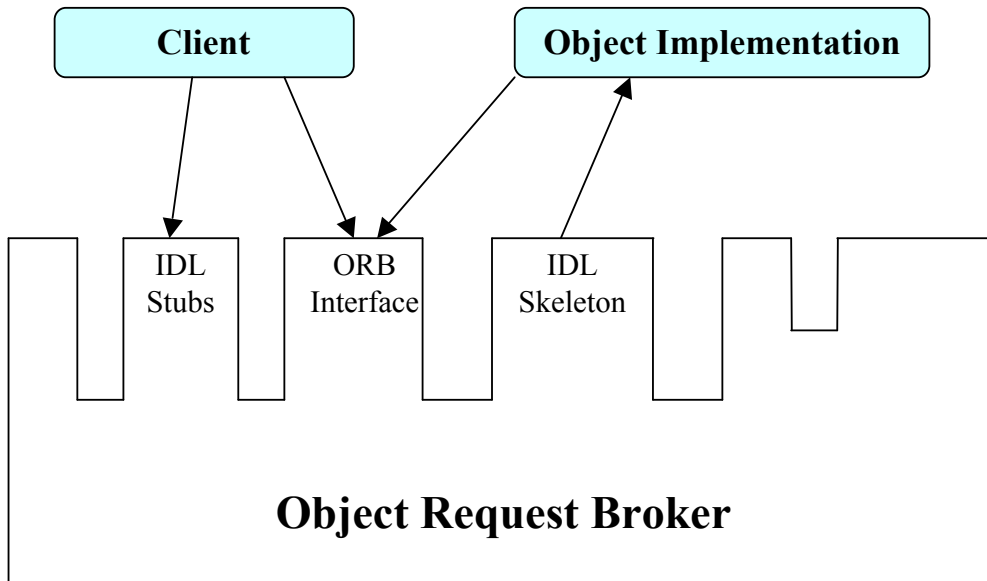 Client
Object Implementation
IDL
Stubs
ORB
Interface
IDL
Skeleton
Object Request Broker